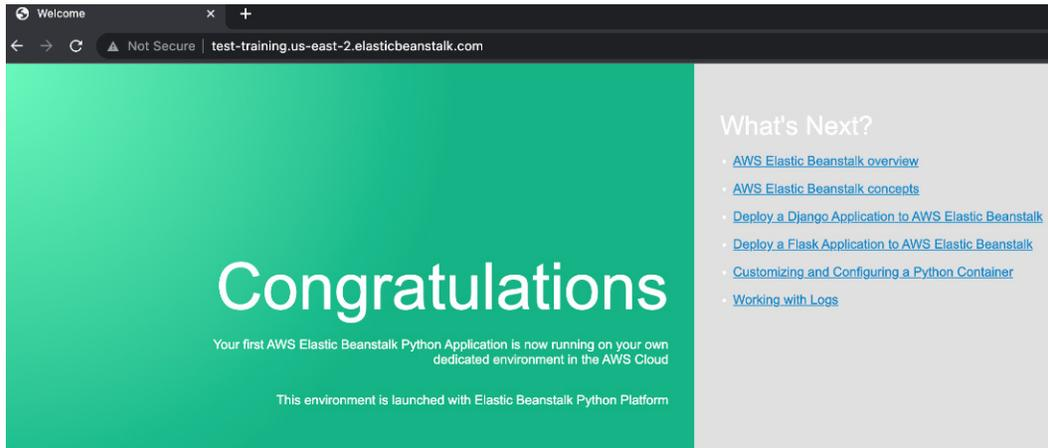 Welcome
Not Secure | test-training.us-east-2.elasticbeanstalk.com
Congratulations
Your first AWS Elastic Beanstalk Python Application is now running on your own
dedicated environment in the AWS Cloud
This environment is launched with Elastic Beanstalk Python Platform
What's Next?
AWS Elastic Beanstalk overview
AWS Elastic Beanstalk concepts
Deploy a Django Application to AWS Elastic Beanstalk
Deploy a Flask Application to AWS Elastic Beanstalk
Customizing and Configuring a Python Container
Working with Logs